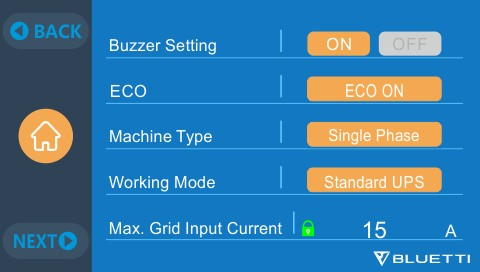 BACK
Buzzer Setting ON OFF
ECO ECO ON
Machine Type Single Phase
Working Mode Standard UPS
Max. Grid Input Current 15 A
NEXT
BLUETTI